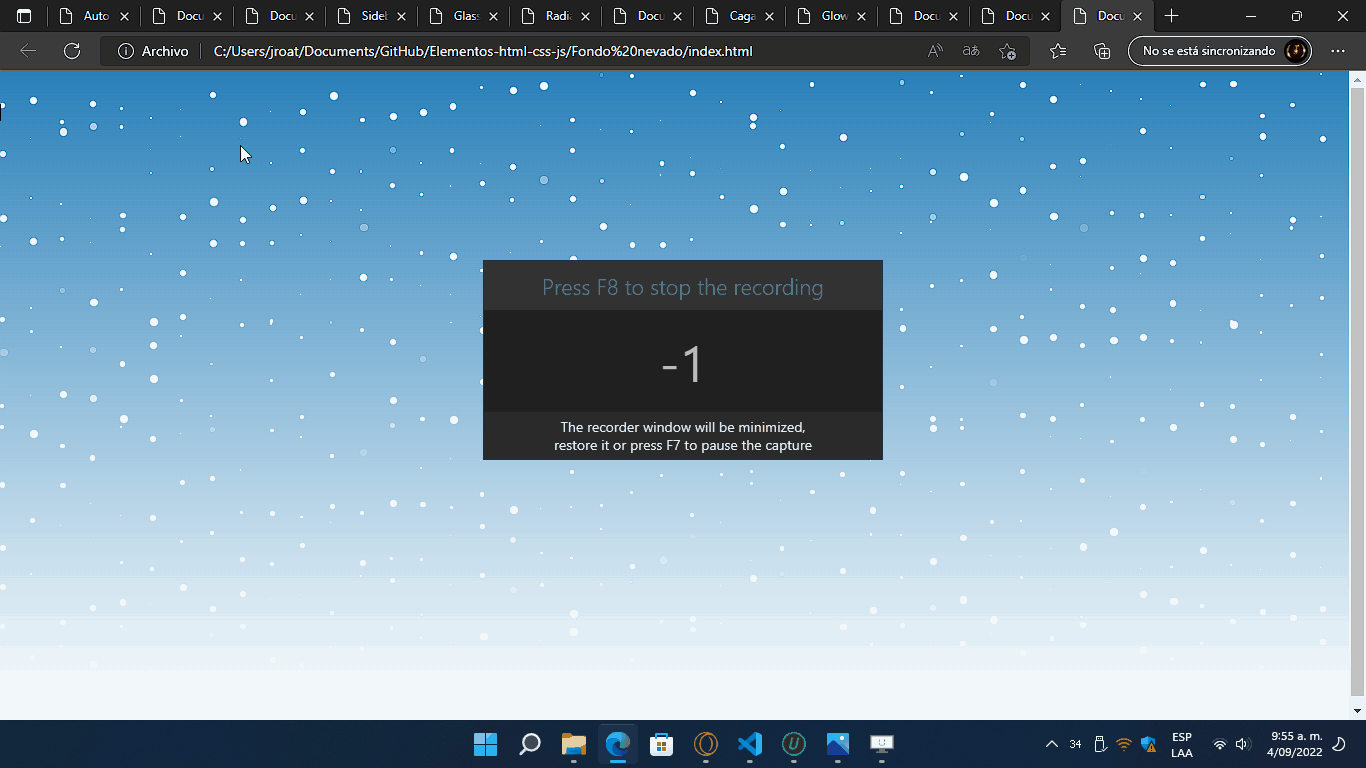 Auto
Docu
Docu
Sideb
Glass
Radia
Docu
Caga
Glow
Docu
Docu
Docu
Archivo
C:/Users/jroat/Documents/GitHub/Elementos-html-css-js/Fondo%20nevado/index.html
No se está sincronizando
Press F8 to stop the recording
-1
The recorder window will be minimized,
restore it or press F7 to pause the capture
34
ESP
LAA
9:55 a. m.
4/09/2022